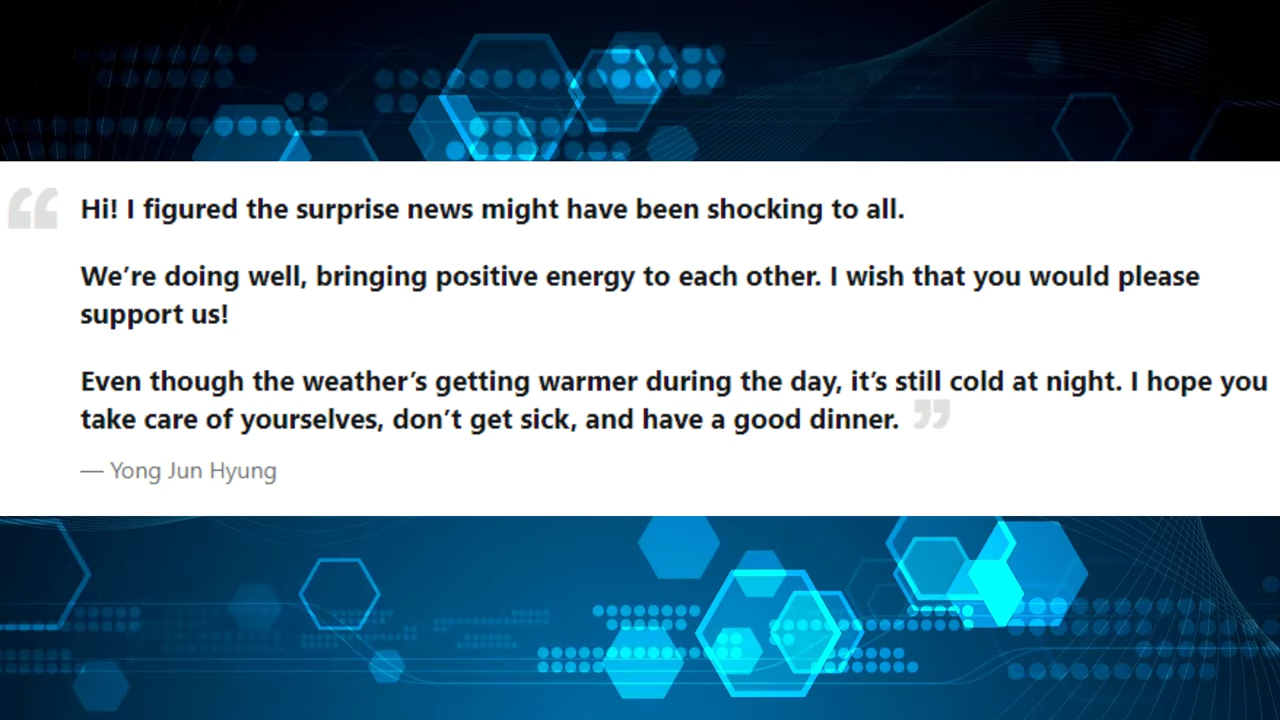 “ Hi! I figured the surprise news might have been shocking to all.
We’re doing well, bringing positive energy to each other. I wish that you would please
support us!
Even though the weather’s getting warmer during the day, it’s still cold at night. I hope you
take care of yourselves, don’t get sick, and have a good dinner. ”
— Yong Jun Hyung